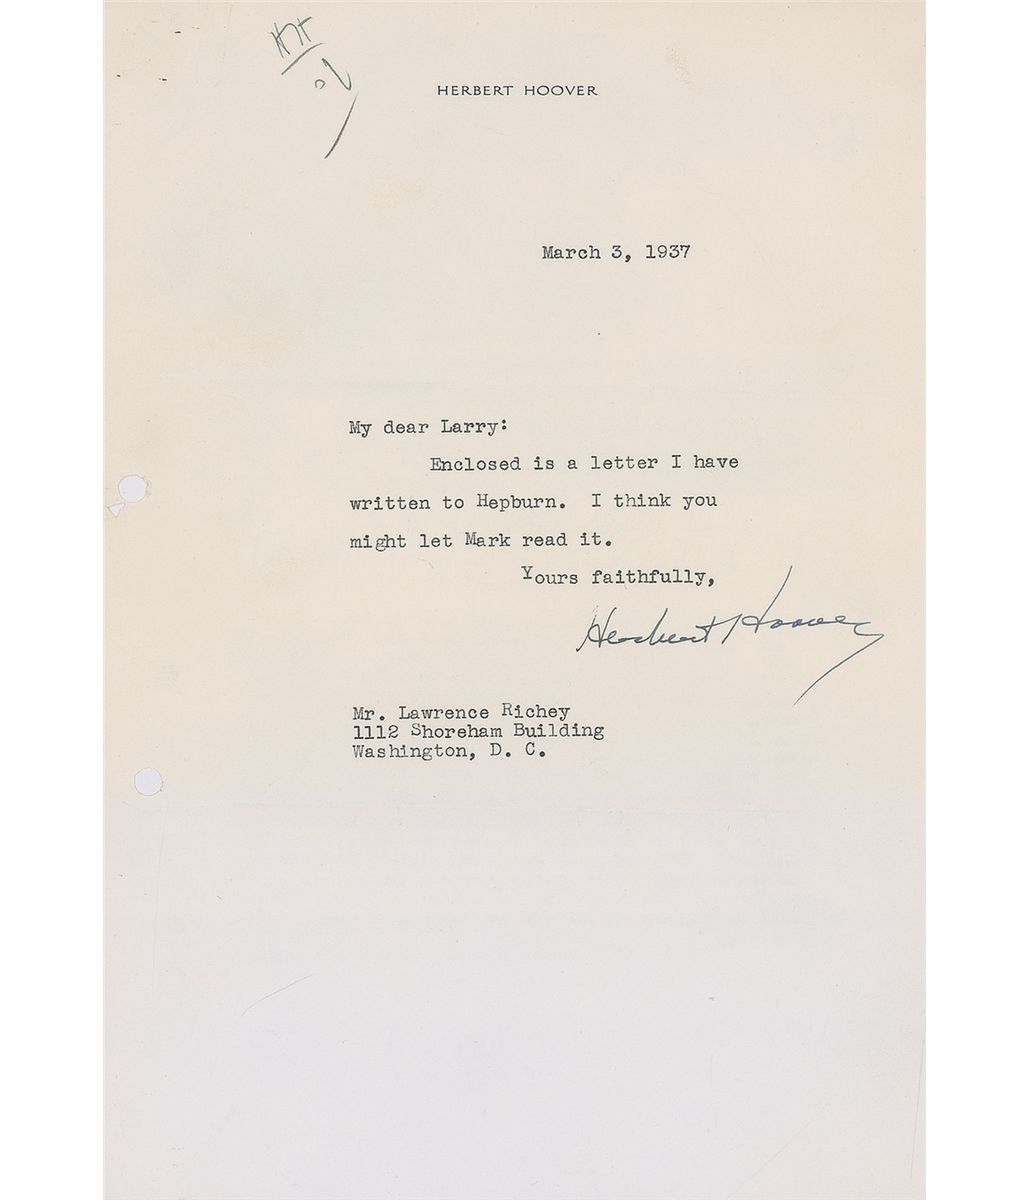 HERBERT HOOVER
March 3, 1937
My dear Larry:
Enclosed is a letter I have
written to Hepburn. I think you
might let Mark read it.
Yours faithfully,
Herbert Hoover
Mr. Lawrence Richey
1112 Shoreham Building
Washington, D. C.